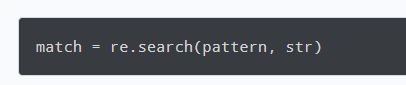 match = re.search(pattern, str)